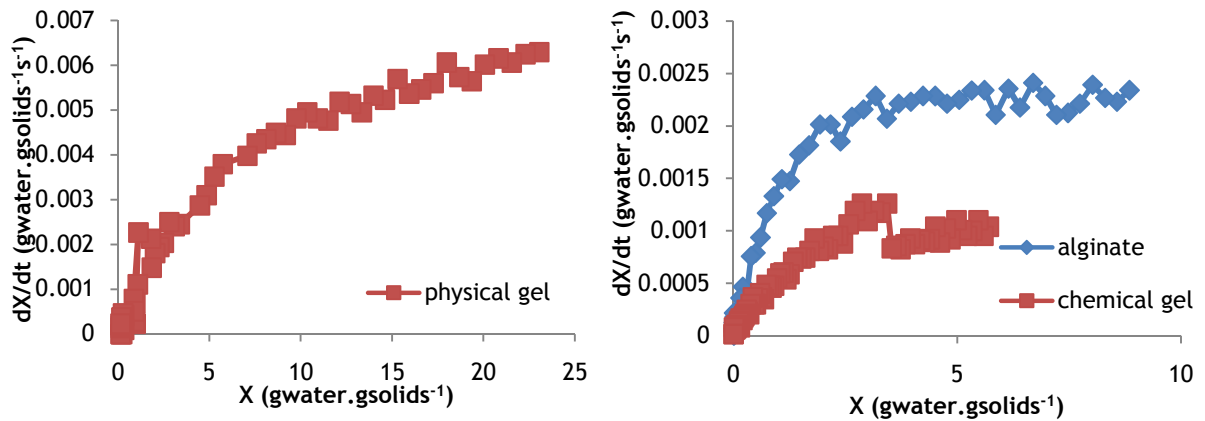 0.007
0.006
0.005
0.004
0.003
0.002
0.001
0
dX/dt (gwater.gsolids⁻¹s⁻¹)
physical gel
0 5 10 15 20 25
X (gwater.gsolids⁻¹)
0.003
0.0025
0.002
0.0015
0.001
0.0005
0
dX/dt (gwater.gsolids⁻¹s⁻¹)
alginate
chemical gel
0 5 10
X (gwater.gsolids⁻¹)